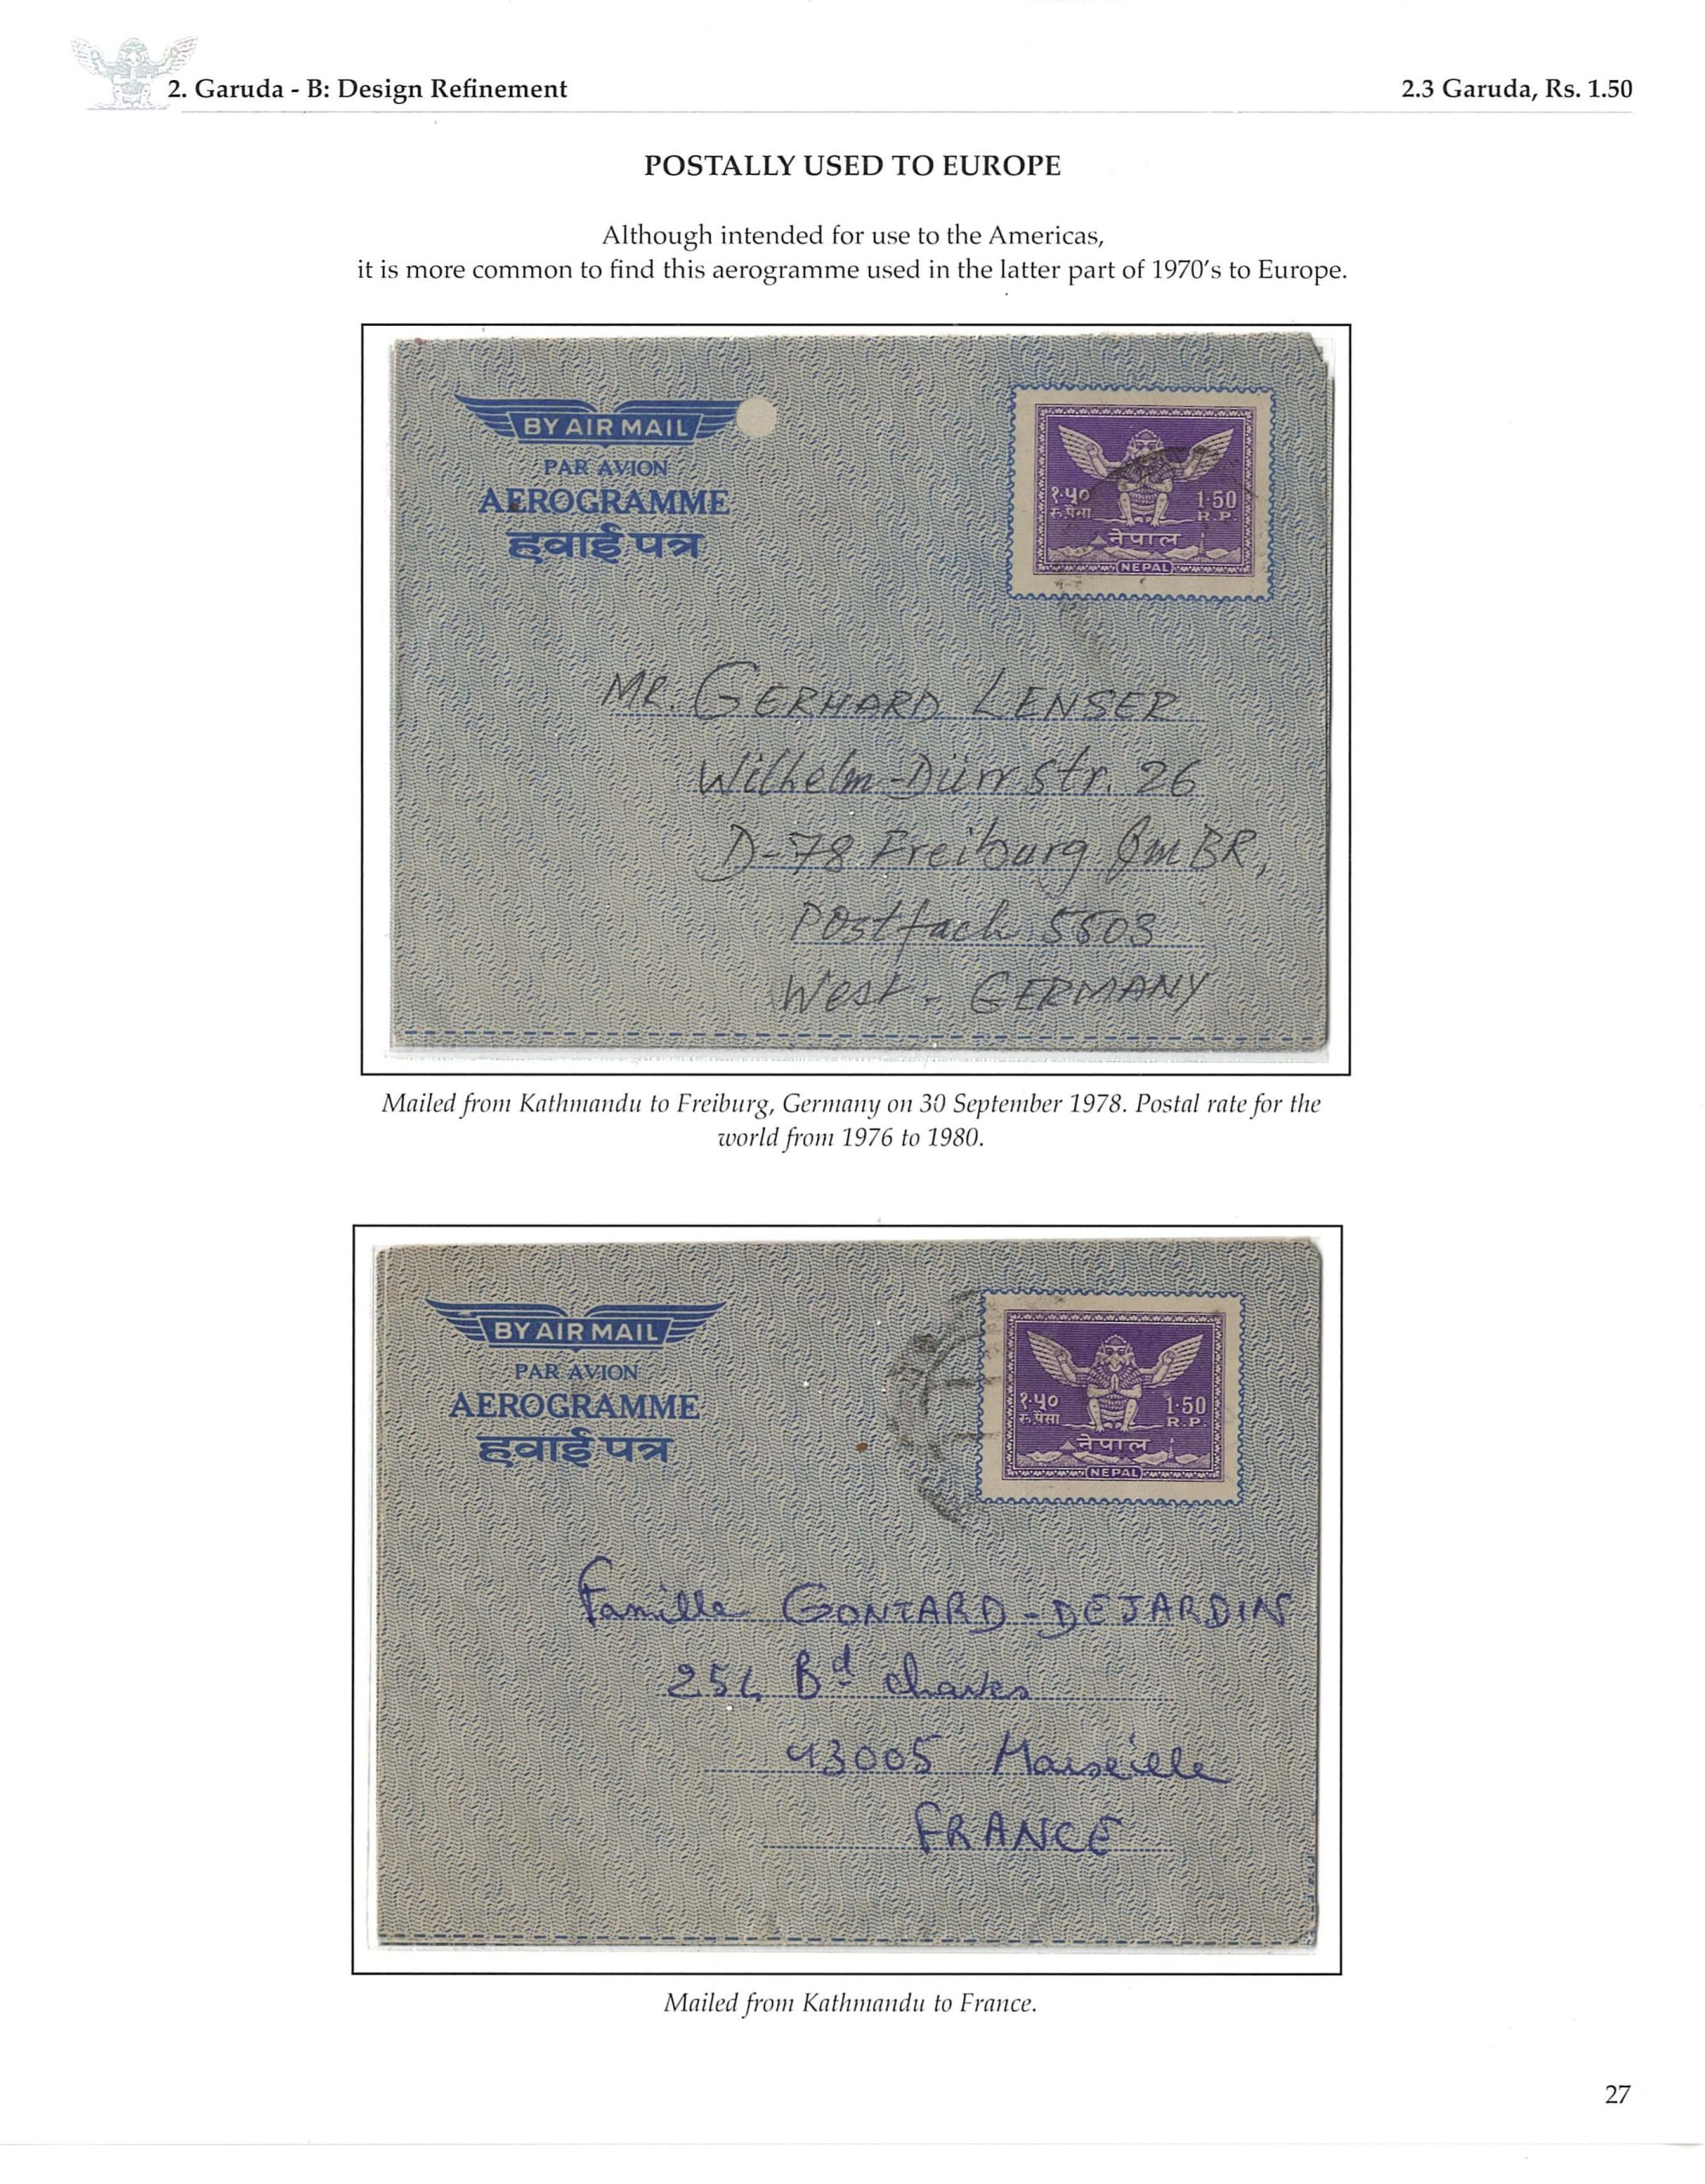 2. Garuda - B: Design Refinement
2.3 Garuda, Rs. 1.50
POSTALLY USED TO EUROPE
Although intended for use to the Americas,
it is more common to find this aerogramme used in the latter part of 1970's to Europe.
BY AIR MAIL
PAR AVION
AEROGRAMME
हवाई पत्र
१·५०
रु. पैसा
1·50
R.P.
नेपाल
NEPAL
MR. GERHARD LENSER
Wilhelm-Dürr Str. 26
D-78 Freiburg BR,
Postfach 5503
West-GERMANY
Mailed from Kathmandu to Freiburg, Germany on 30 September 1978. Postal rate for the
world from 1976 to 1980.
BY AIR MAIL
PAR AVION
AEROGRAMME
हवाई पत्र
१·५०
रु. पैसा
1·50
R.P.
नेपाल
NEPAL
Famille GONTARD-DEJARDIN
254 Bd
13005 Marseille
FRANCE
Mailed from Kathmandu to France.
27